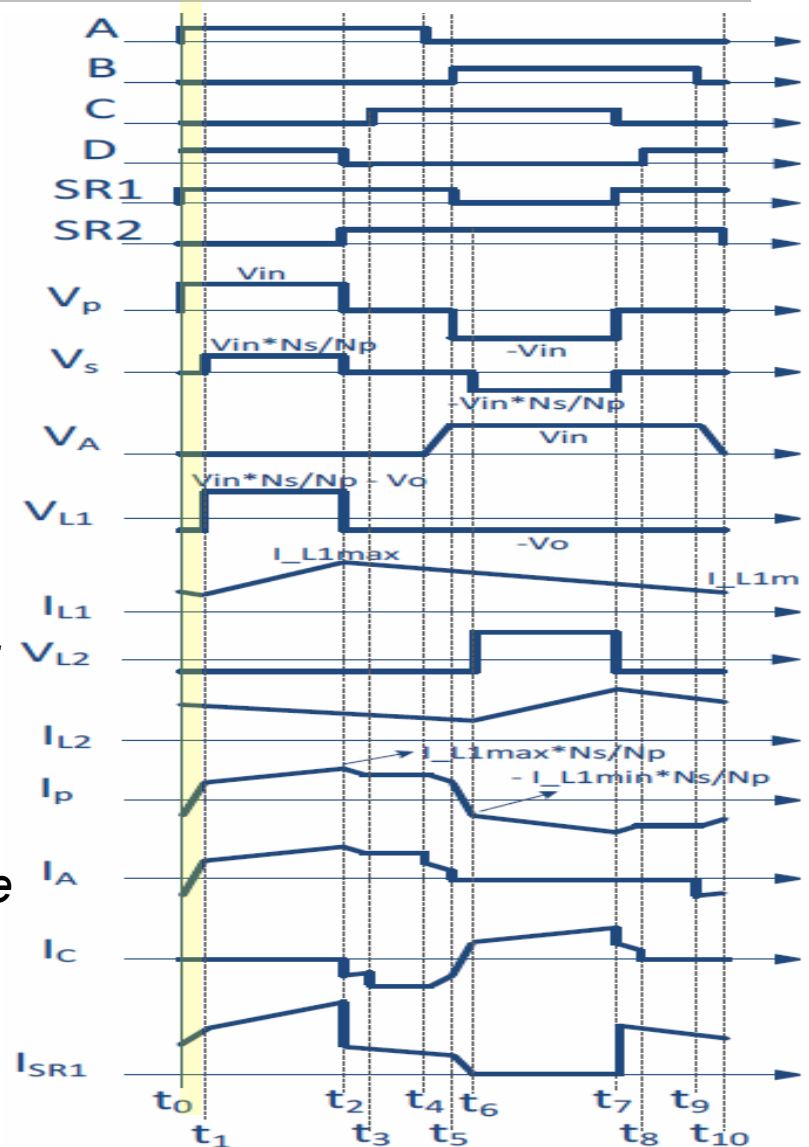 A
B
C
D
SR1
SR2
Vin
Vp
Vin*Ns/Np
Vs
-Vin
-Vin*Ns/Np
VA
Vin
Vin*Ns/Np - Vo
VL1
-Vo
I_L1max
I_L1m
IL1
VL2
IL2
I_L1max*Ns/Np
- I_L1min*Ns/Np
Ip
IA
e
IC
ISR1
t0 t2 t4 t6 t7 t9
t1 t3 t5 t8 t10